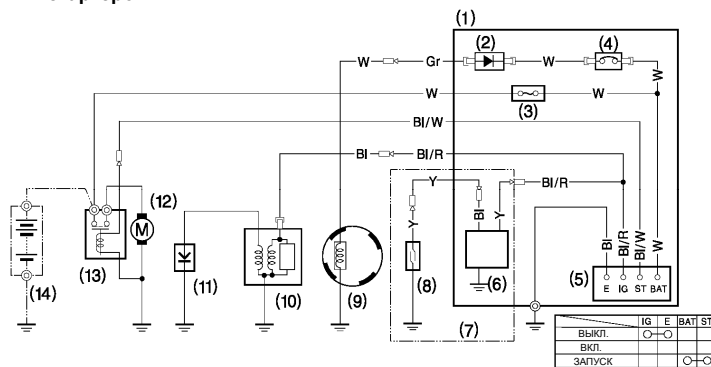 (1)
(2)
(4)
W
Gr
W
W
W
W
(3)
Bl/W
Bl
Bl/R
Y
Bl/R
Y
Bl
Y
Bl
Bl/R
Bl/W
W
(5)
E IG ST BAT
(12)
M
(13)
(14)
(11)
(10)
(9)
(8)
(6)
(7)
IG E BAT ST
ВЫКЛ.
ВКЛ.
ЗАПУСК